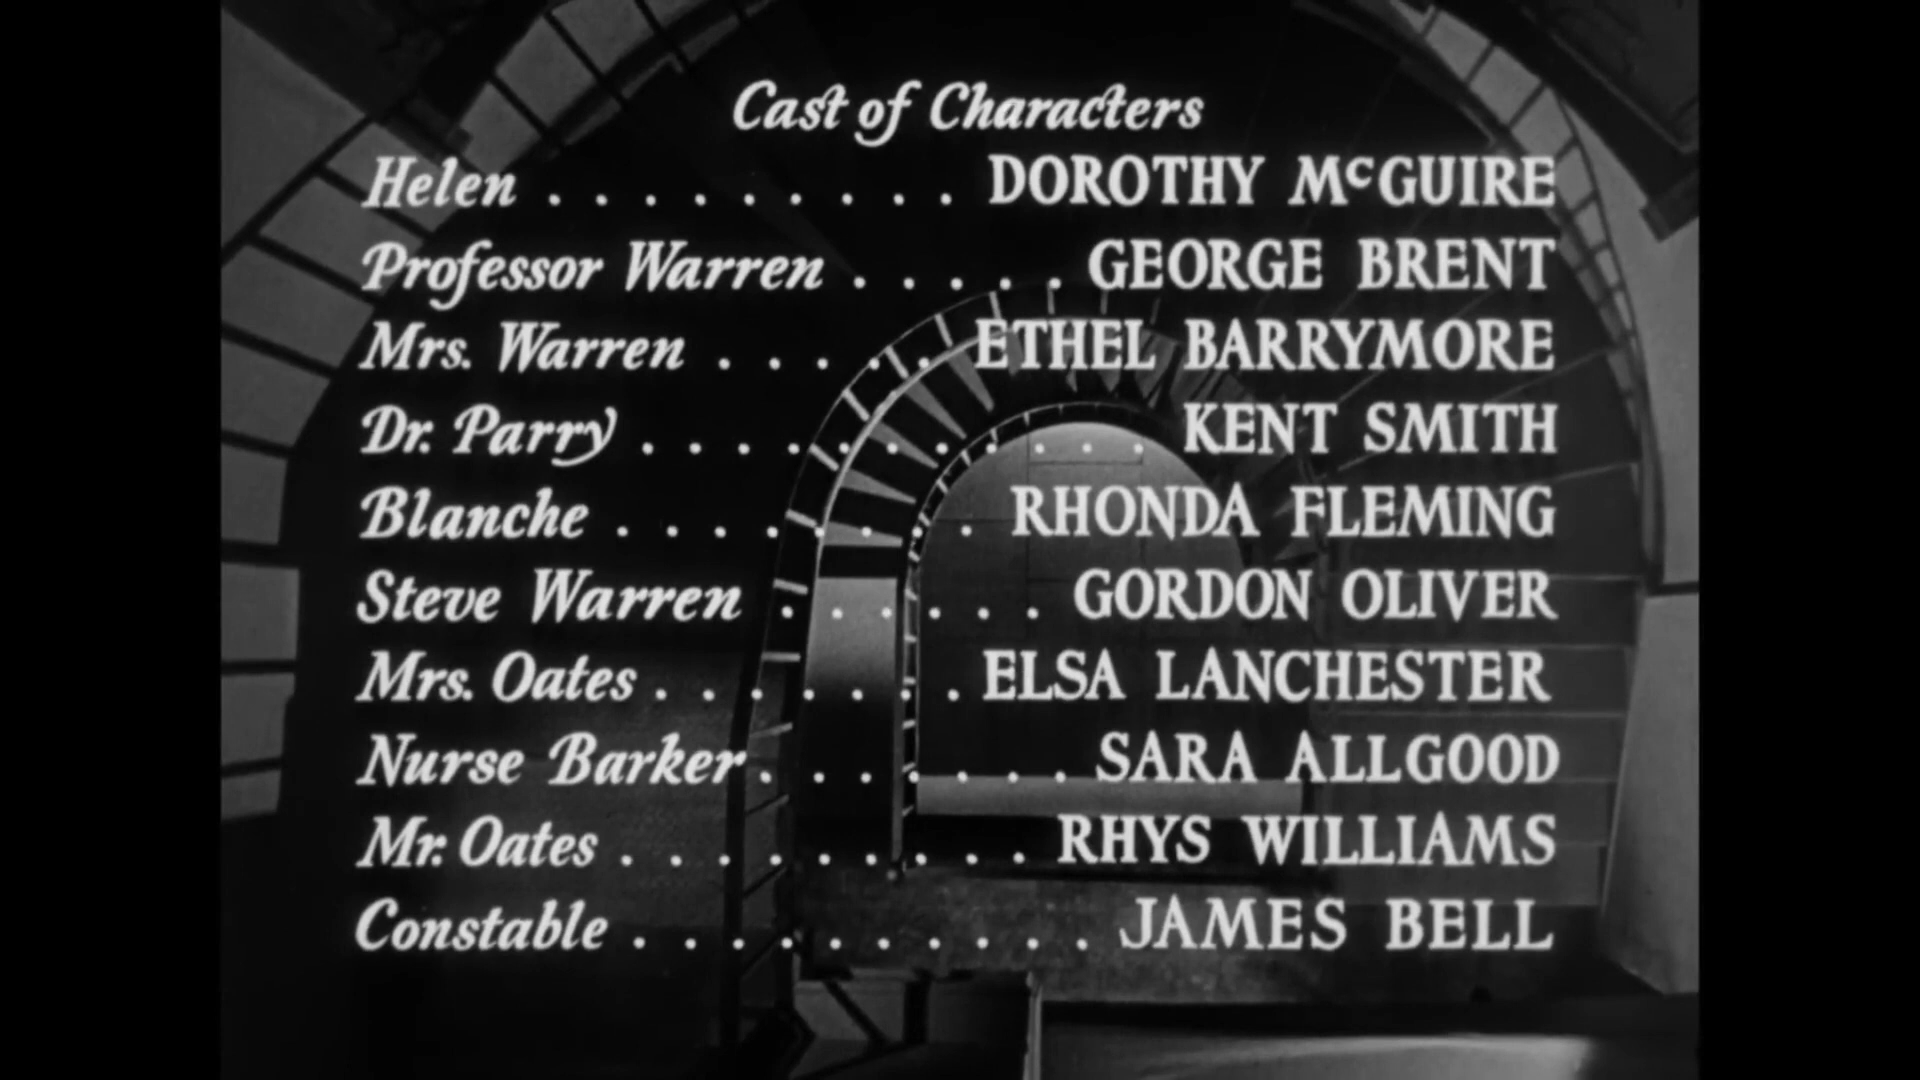 Cast of Characters
Helen . . . . . . . . . DOROTHY McGUIRE
Professor Warren . . . . . GEORGE BRENT
Mrs. Warren . . . . . ETHEL BARRYMORE
Dr. Parry . . . . . . . . . . . KENT SMITH
Blanche . . . . . . . . RHONDA FLEMING
Steve Warren . . . . . . GORDON OLIVER
Mrs. Oates . . . . . . . ELSA LANCHESTER
Nurse Barker . . . . . . . SARA ALLGOOD
Mr. Oates . . . . . . . . . RHYS WILLIAMS
Constable . . . . . . . . . . JAMES BELL